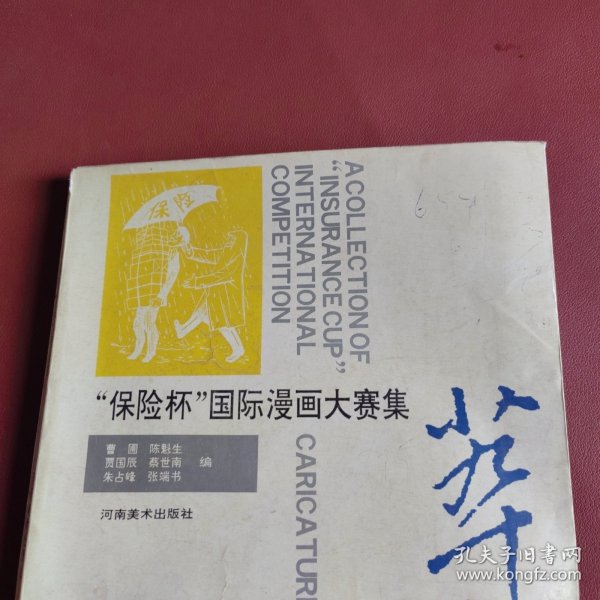 保险
A COLLECTION OF
“INSURANCE CUP”
INTERNATIONAL
COMPETITION
“保险杯”国际漫画大赛集
曹 圃 陈魁生
贾国辰 蔡世南 编
朱占峰 张端书
河南美术出版社
CARICATUR
孔夫子旧书网
www.kongfz.com